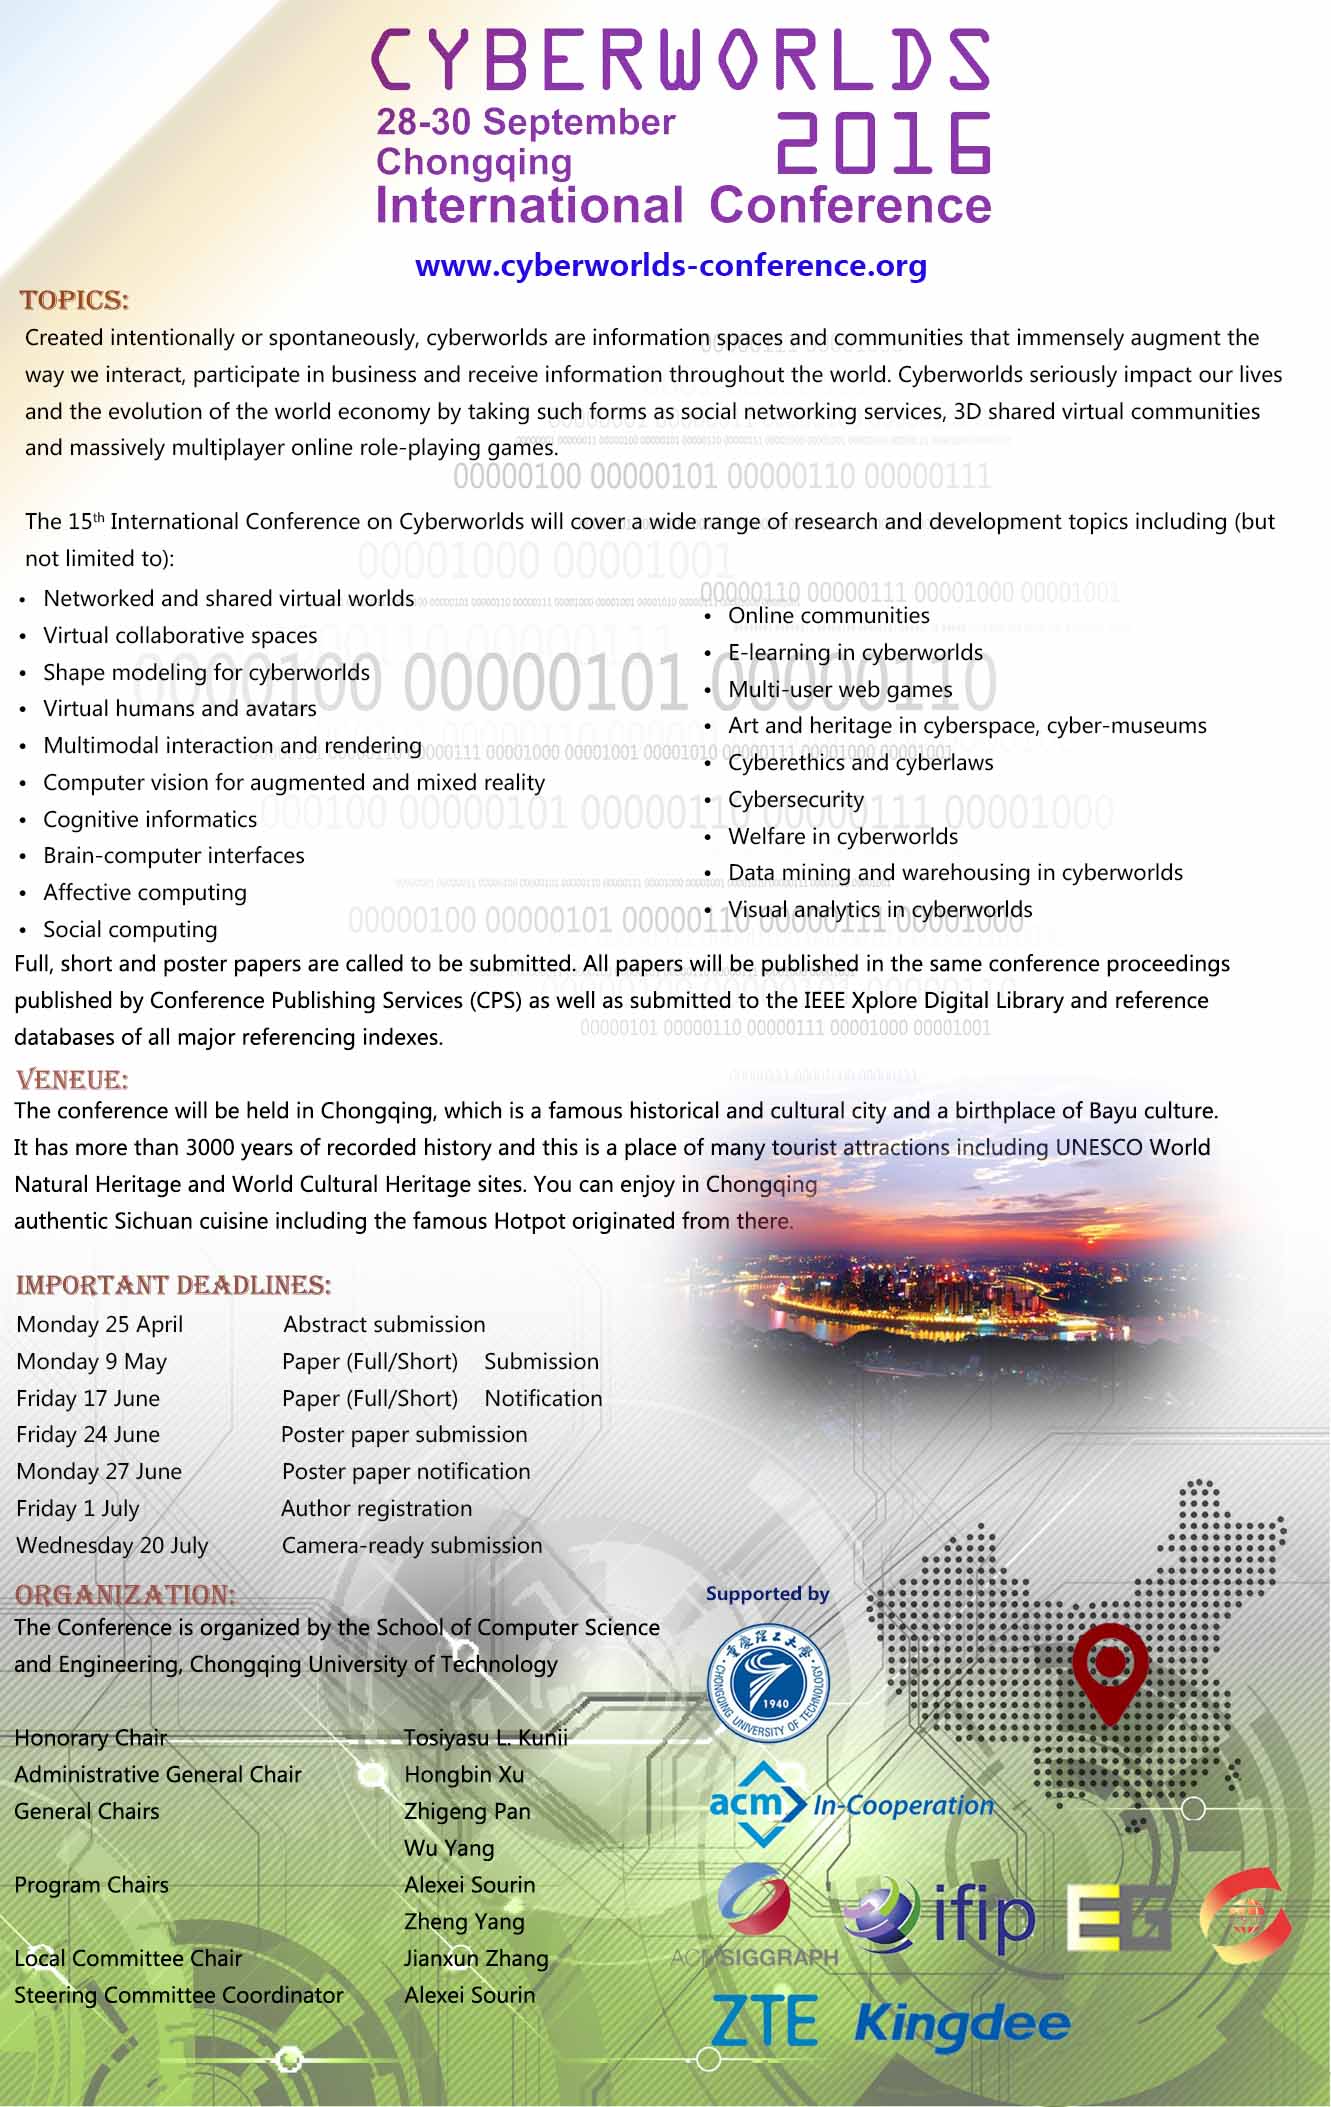 CYBERWORLDS
28-30 September
2016
Chongqing
International Conference
www.cyberworlds-conference.org
TOPICS:
Created intentionally or spontaneously, cyberworlds are information spaces and communities that immensely augment the
way we interact, participate in business and receive information throughout the world. Cyberworlds seriously impact our lives
and the evolution of the world economy by taking such forms as social networking services, 3D shared virtual communities
and massively multiplayer online role-playing games.
00000100 00000101 00000110 00000111
The 15th International Conference on Cyberworlds will cover a wide range of research and development topics including (but
not limited to):
00001000 00001001
00000110 00000111 00001000 00001001
• Networked and shared virtual worlds
• Virtual collaborative spaces
• Shape modeling for cyberworlds
• Virtual humans and avatars
• Multimodal interaction and rendering
• Computer vision for augmented and mixed reality
• Cognitive informatics
• Brain-computer interfaces
• Affective computing
• Social computing
• Online communities
• E-learning in cyberworlds
• Multi-user web games
• Art and heritage in cyberspace, cyber-museums
• Cyberethics and cyberlaws
• Cybersecurity
• Welfare in cyberworlds
• Data mining and warehousing in cyberworlds
• Visual analytics in cyberworlds
00000100 00000101 00000110 00000111 00001000
Full, short and poster papers are called to be submitted. All papers will be published in the same conference proceedings
published by Conference Publishing Services (CPS) as well as submitted to the IEEE Xplore Digital Library and reference
databases of all major referencing indexes.
00000101 00000110 00000111 00001000 00001001
VENEUE:
The conference will be held in Chongqing, which is a famous historical and cultural city and a birthplace of Bayu culture.
It has more than 3000 years of recorded history and this is a place of many tourist attractions including UNESCO World
Natural Heritage and World Cultural Heritage sites. You can enjoy in Chongqing
authentic Sichuan cuisine including the famous Hotpot originated from there.
IMPORTANT DEADLINES:
Monday 25 April Abstract submission
Monday 9 May Paper (Full/Short) Submission
Friday 17 June Paper (Full/Short) Notification
Friday 24 June Poster paper submission
Monday 27 June Poster paper notification
Friday 1 July Author registration
Wednesday 20 July Camera-ready submission
ORGANIZATION:
The Conference is organized by the School of Computer Science
and Engineering, Chongqing University of Technology
Honorary Chair Tosiyasu L. Kunii
Administrative General Chair Hongbin Xu
General Chairs Zhigeng Pan
Wu Yang
Program Chairs Alexei Sourin
Zheng Yang
Local Committee Chair Jianxun Zhang
Steering Committee Coordinator Alexei Sourin
Supported by
重庆理工大学
1940
CHONGQING UNIVERSITY OF TECHNOLOGY
acm In-Cooperation
ACMSIGGRAPH
ifip
EG
ZTE
Kingdee